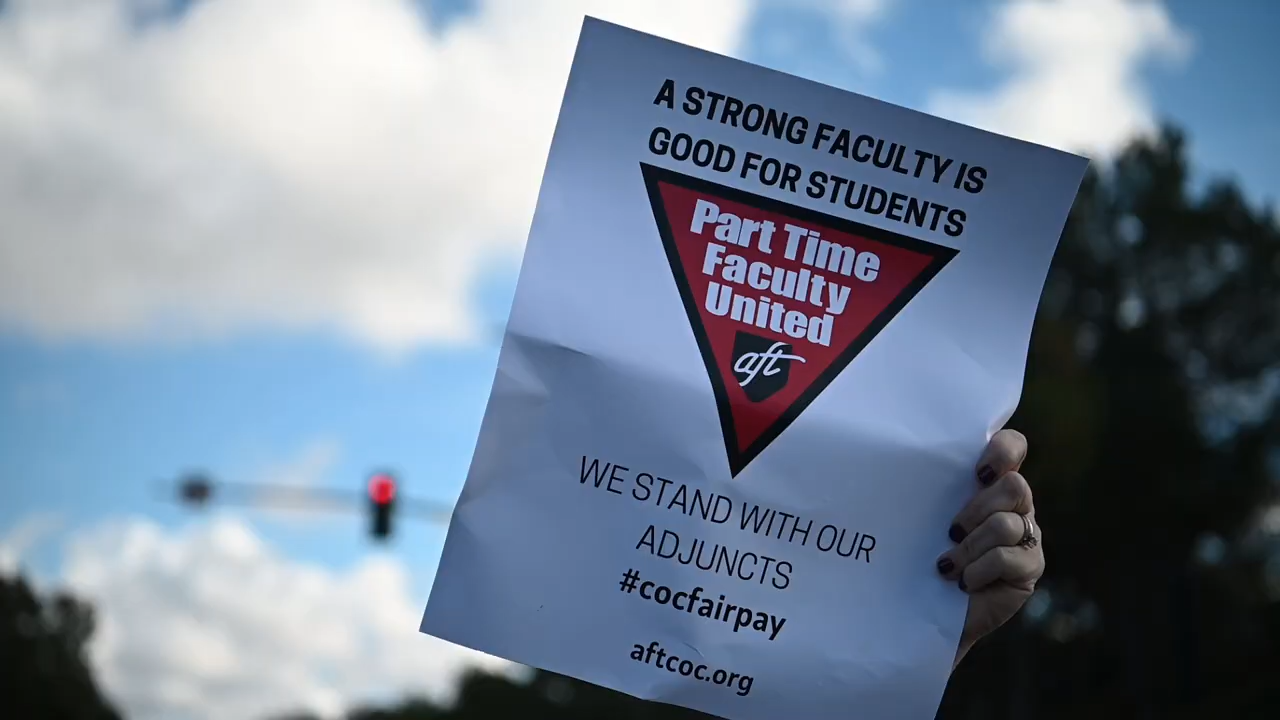 A STRONG FACULTY IS
GOOD FOR STUDENTS
Part Time
Faculty
United
aft
WE STAND WITH OUR
ADJUNCTS
#cocfairpay
aftcoc.org